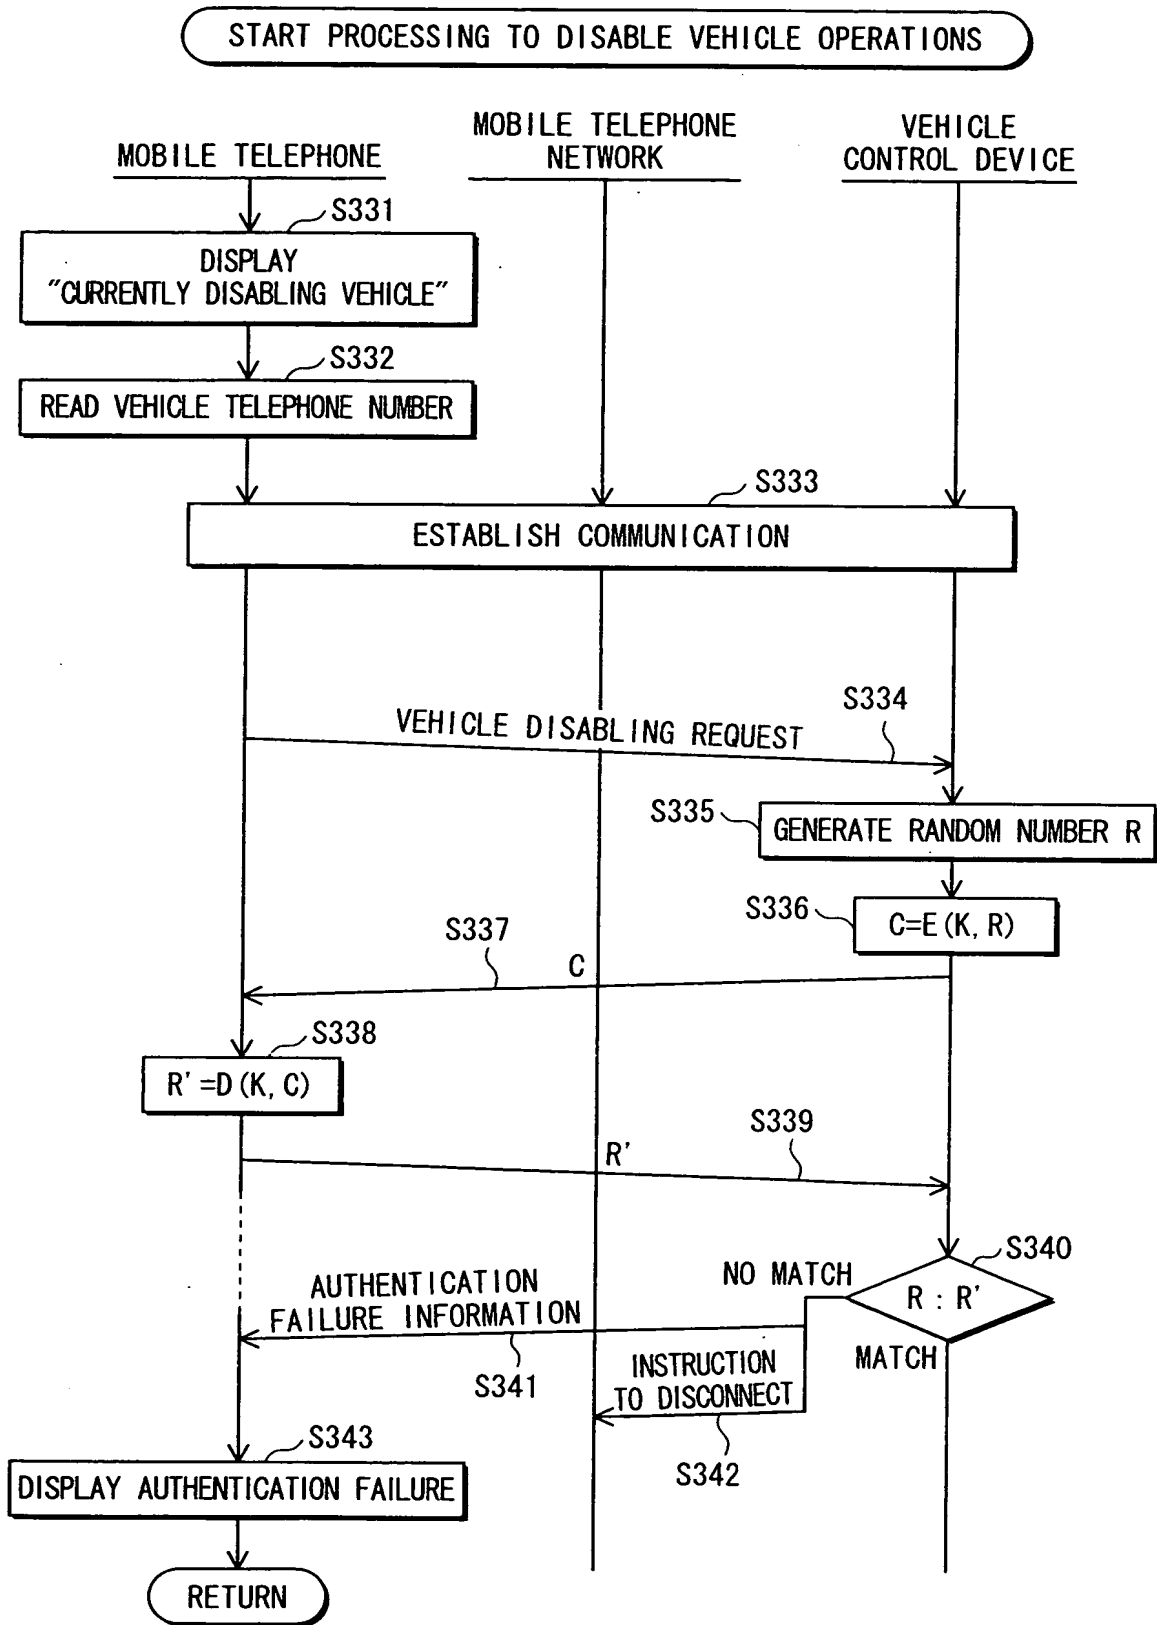 START PROCESSING TO DISABLE VEHICLE OPERATIONS
MOBILE TELEPHONE
MOBILE TELEPHONE
NETWORK
VEHICLE
CONTROL DEVICE
S331
DISPLAY
"CURRENTLY DISABLING VEHICLE"
S332
READ VEHICLE TELEPHONE NUMBER
S333
ESTABLISH COMMUNICATION
S334
VEHICLE DISABLING REQUEST
S335
GENERATE RANDOM NUMBER R
S336
C=E(K, R)
S337
C
S338
R'=D(K, C)
S339
R'
S340
R : R'
NO MATCH
MATCH
AUTHENTICATION
FAILURE INFORMATION
S341
INSTRUCTION
TO DISCONNECT
S342
S343
DISPLAY AUTHENTICATION FAILURE
RETURN